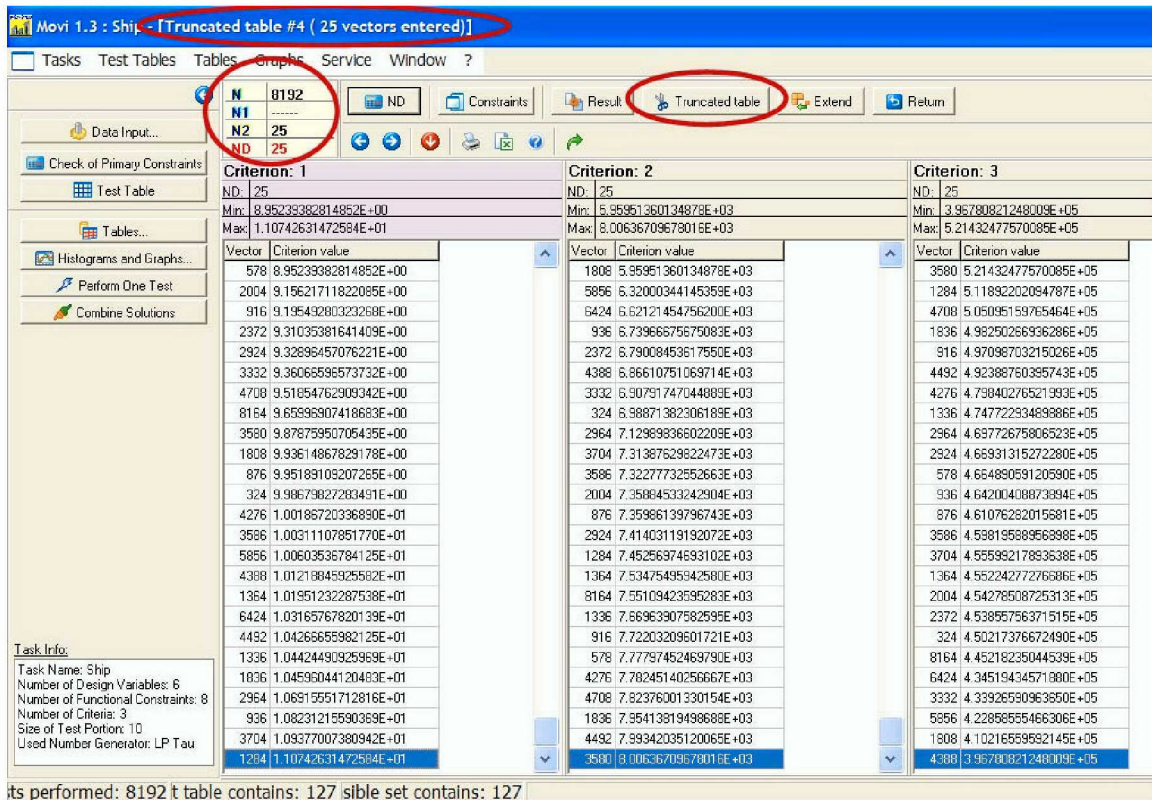 Movi 1.3 : Ship - [Truncated table #4 ( 25 vectors entered)]
Tasks Test Tables Tables Graphs Service Window ?
N 8192
N1 ------
N2 25
ND 25
ND Constraints Result Truncated table Extend Return
Data Input...
Check of Primary Constraints
Test Table
Tables...
Histograms and Graphs...
Perform One Test
Combine Solutions
Task Info:
Task Name: Ship
Number of Design Variables: 6
Number of Functional Constraints: 8
Number of Criteria: 3
Size of Test Portion: 10
Used Number Generator: LP Tau
Criterion: 1
ND: 25
Min: 8.95239382814852E+00
Max: 1.10742631472584E+01
Vector Criterion value
578 8.95239382814852E+00
2004 9.15621711822085E+00
916 9.19549280323268E+00
2372 9.31035381641409E+00
2924 9.32896457076221E+00
3332 9.36066596573732E+00
4708 9.51854762909342E+00
8164 9.65996907418683E+00
3580 9.87875950705435E+00
1808 9.93614867829178E+00
876 9.95189109207265E+00
324 9.98679827283491E+00
4276 1.00186720336890E+01
3586 1.00311107851770E+01
5856 1.00603536784125E+01
4388 1.01218845925582E+01
1364 1.01951232287538E+01
6424 1.03165767820139E+01
4492 1.04266655982125E+01
1336 1.04424490925969E+01
1836 1.04596044120483E+01
2964 1.06915551712816E+01
936 1.08231215590369E+01
3704 1.09377007380942E+01
1284 1.10742631472584E+01
Criterion: 2
ND: 25
Min: 5.95951360134878E+03
Max: 8.00636709678016E+03
Vector Criterion value
1808 5.95951360134878E+03
5856 6.32000344145359E+03
6424 6.62121454756200E+03
936 6.73966675675083E+03
2372 6.79008453617550E+03
4388 6.86610751069714E+03
3332 6.90791747044889E+03
324 6.98871382306189E+03
2964 7.12989836602209E+03
3704 7.31387629822473E+03
3586 7.32277732552663E+03
2004 7.35884533242904E+03
876 7.35986139796743E+03
2924 7.41403119192072E+03
1284 7.45256974693102E+03
1364 7.53475495942580E+03
8164 7.55109423595283E+03
1336 7.66963907582595E+03
916 7.72203209601721E+03
578 7.77797452469790E+03
4276 7.78245140256667E+03
4708 7.82376001330154E+03
1836 7.95413819498688E+03
4492 7.99342035120065E+03
3580 8.00636709678016E+03
Criterion: 3
ND: 25
Min: 3.96780821248009E+05
Max: 5.21432477570085E+05
Vector Criterion value
3580 5.21432477570085E+05
1284 5.11892202094787E+05
4708 5.05095159765464E+05
1836 4.98250266936286E+05
916 4.97098703215026E+05
4492 4.92388760395743E+05
4276 4.79840276521993E+05
1336 4.74772293489886E+05
2964 4.69772675806523E+05
2924 4.66931315272280E+05
578 4.66489059120590E+05
936 4.64200408873894E+05
876 4.61076282015681E+05
3586 4.59819588956898E+05
3704 4.55599217893638E+05
1364 4.55224277276686E+05
2004 4.54278508725313E+05
2372 4.53855756371515E+05
324 4.50217376672490E+05
8164 4.45218235044539E+05
6424 4.34519434571880E+05
3332 4.33926590963650E+05
5856 4.22858555466306E+05
1808 4.10216559592145E+05
4388 3.96780821248009E+05
ts performed: 8192 t table contains: 127 sible set contains: 127